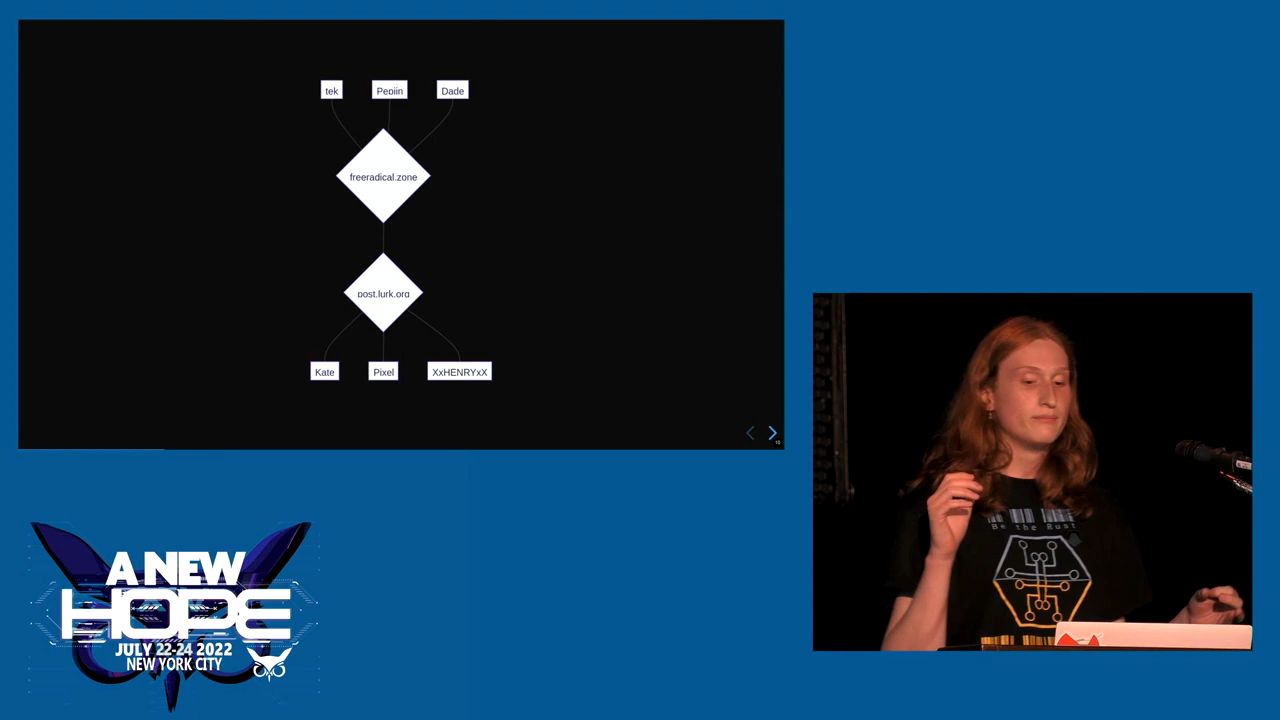 tek
Pepijn
Dade
freeradical.zone
post.lurk.org
Kate
Pixel
XxHENRYxX
10
Be the Rust
A NEW
HOPE
JULY 22-24 2022
NEW YORK CITY